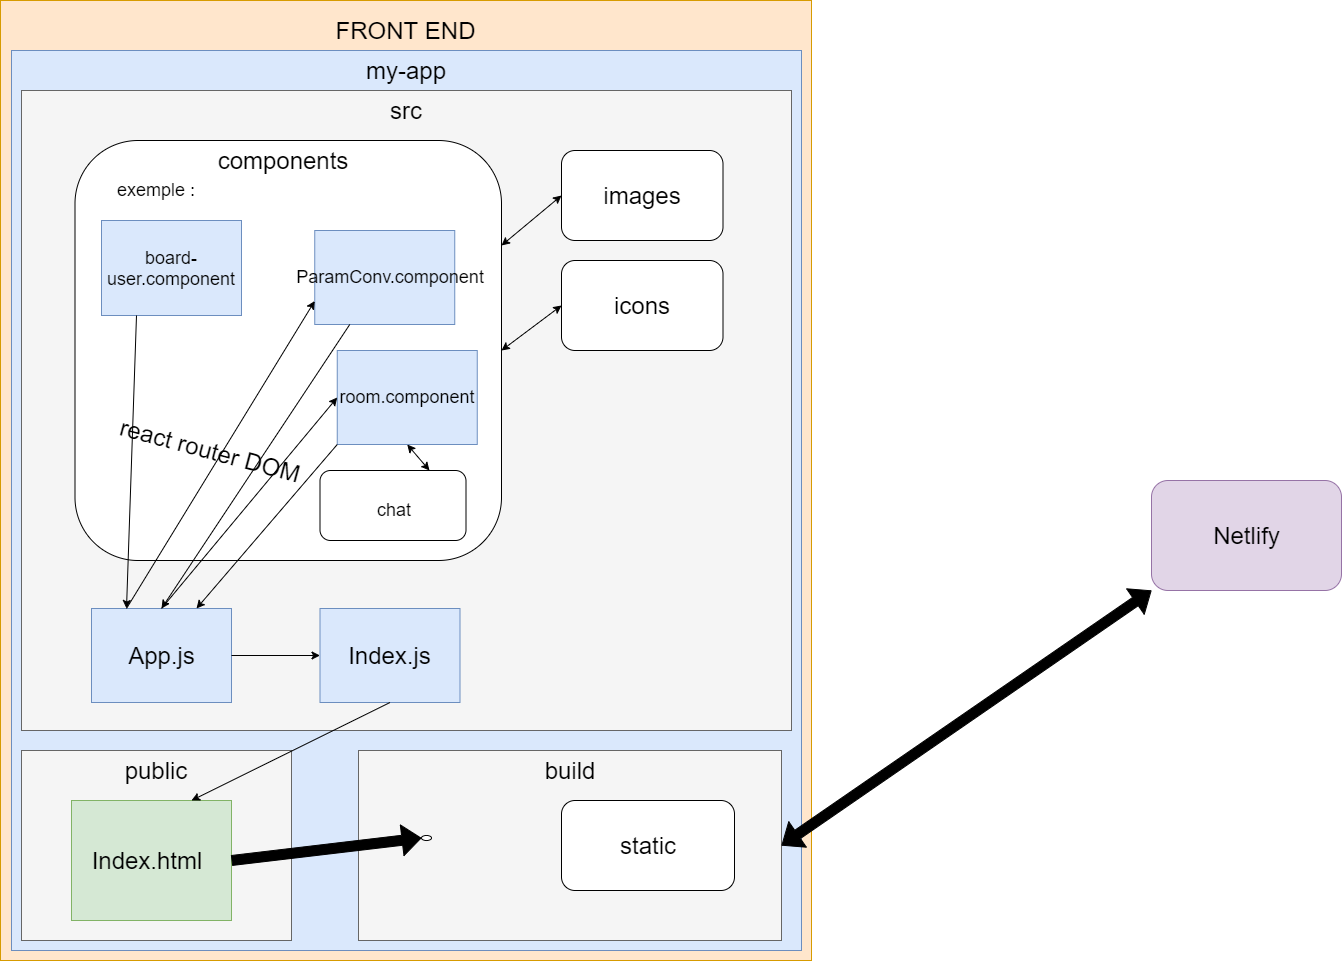 FRONT END
my-app
src
components
exemple :
board-
user.component
ParamConv.component
images
icons
room.component
react router DOM
chat
App.js
Index.js
public
build
Index.html
static
Netlify